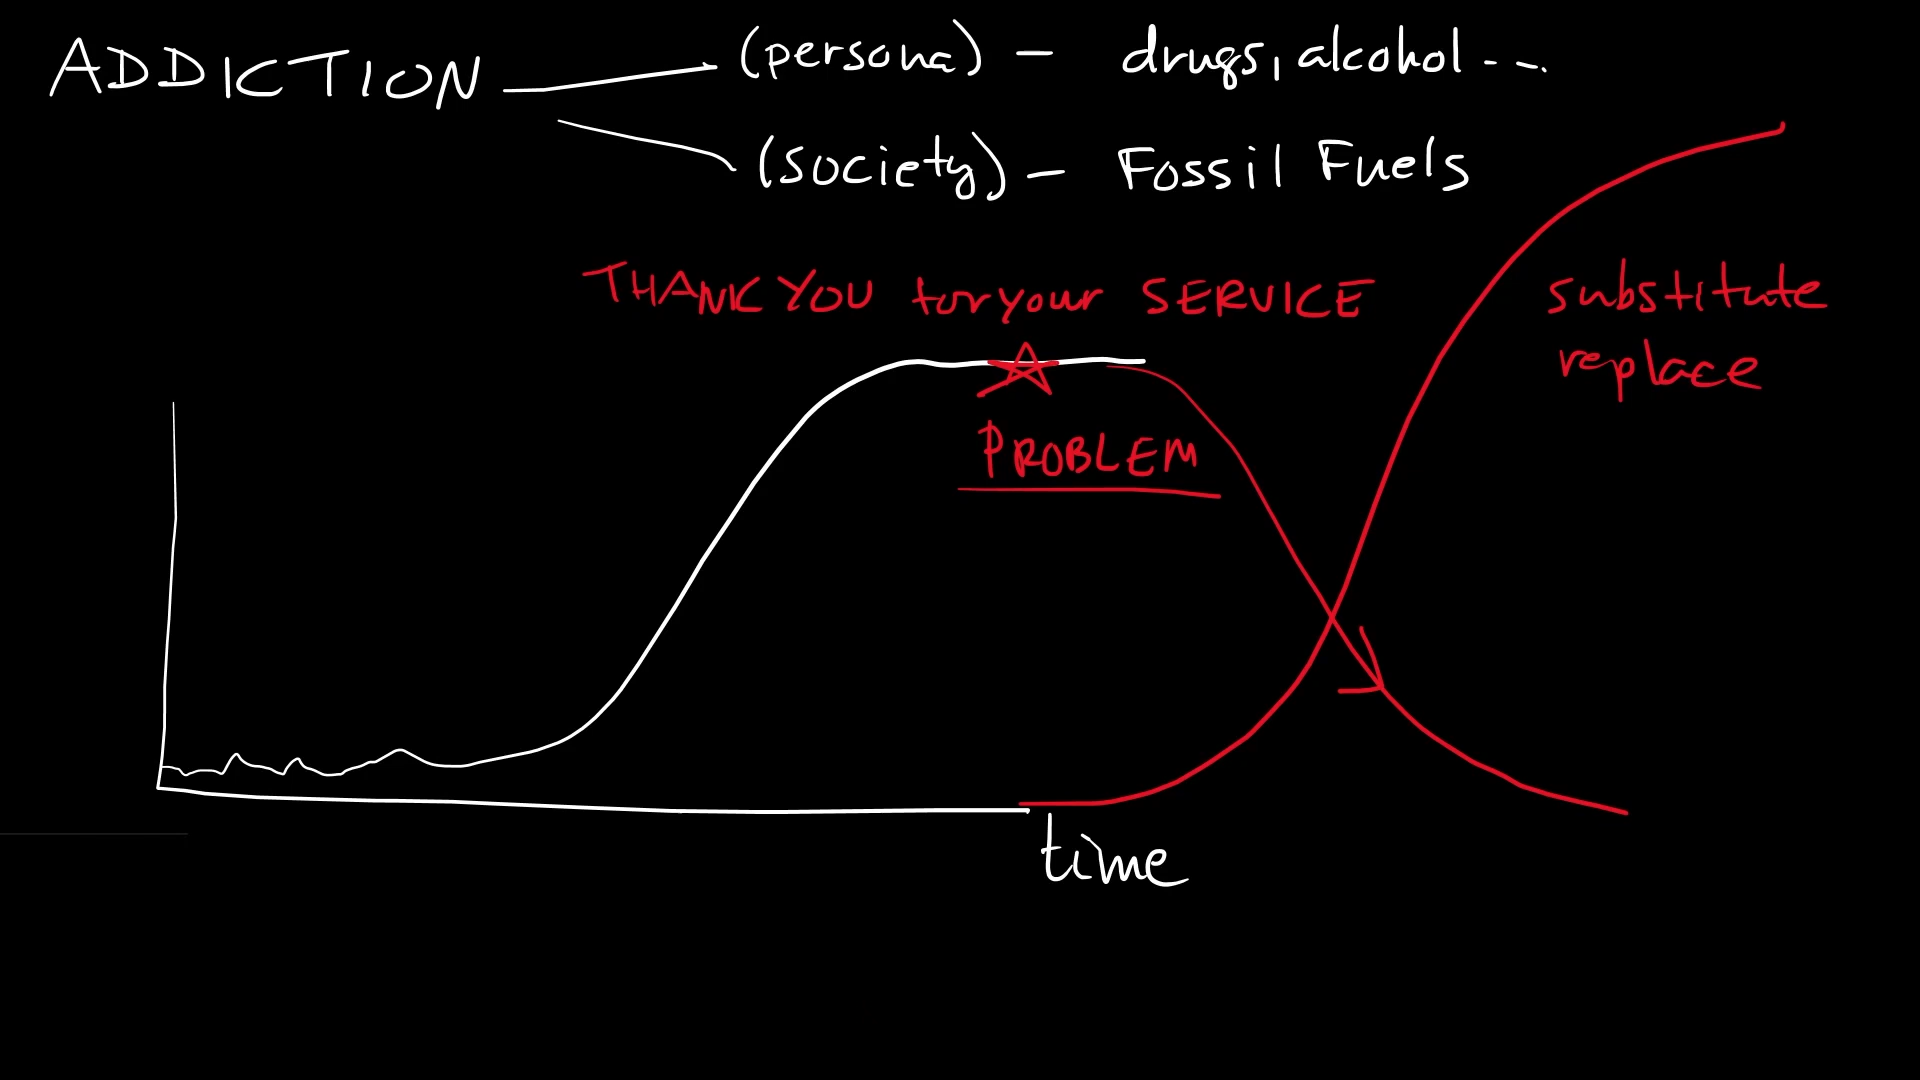 ADDICTION
(persona) - drugs, alcohol - - .
(society) - Fossil Fuels
THANK YOU for your SERVICE
substitute
replace
PROBLEM
time